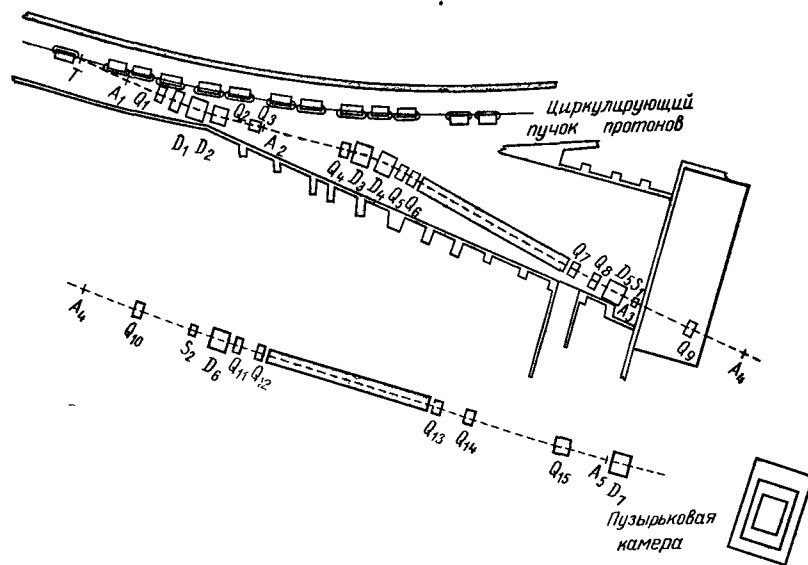 Циркулирующий
пучок протонов
T A₁ Q₁ D₁ D₂ Q₂ Q₃ A₂ Q₄ D₃ D₄ Q₅ Q₆ Q₇ Q₈ D₅ S₁ A₃ Q₉ A₄
A₄ Q₁₀ S₂ D₆ Q₁₁ Q₁₂ Q₁₃ Q₁₄ Q₁₅ A₅ D₇
Пузырьковая
камера